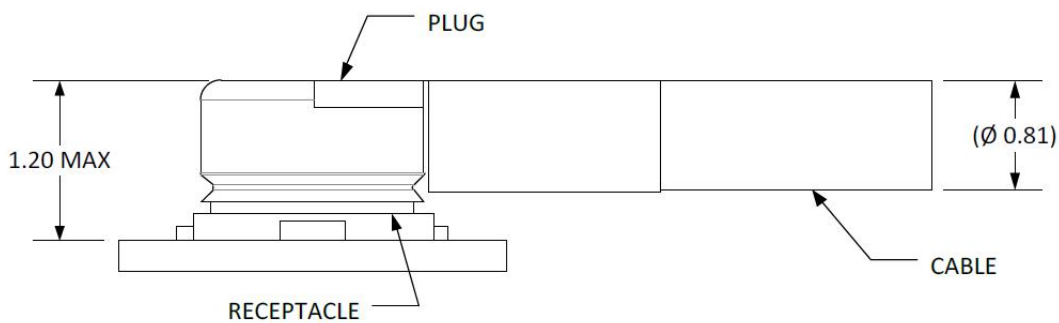 PLUG
1.20 MAX
(Ø 0.81)
CABLE
RECEPTACLE